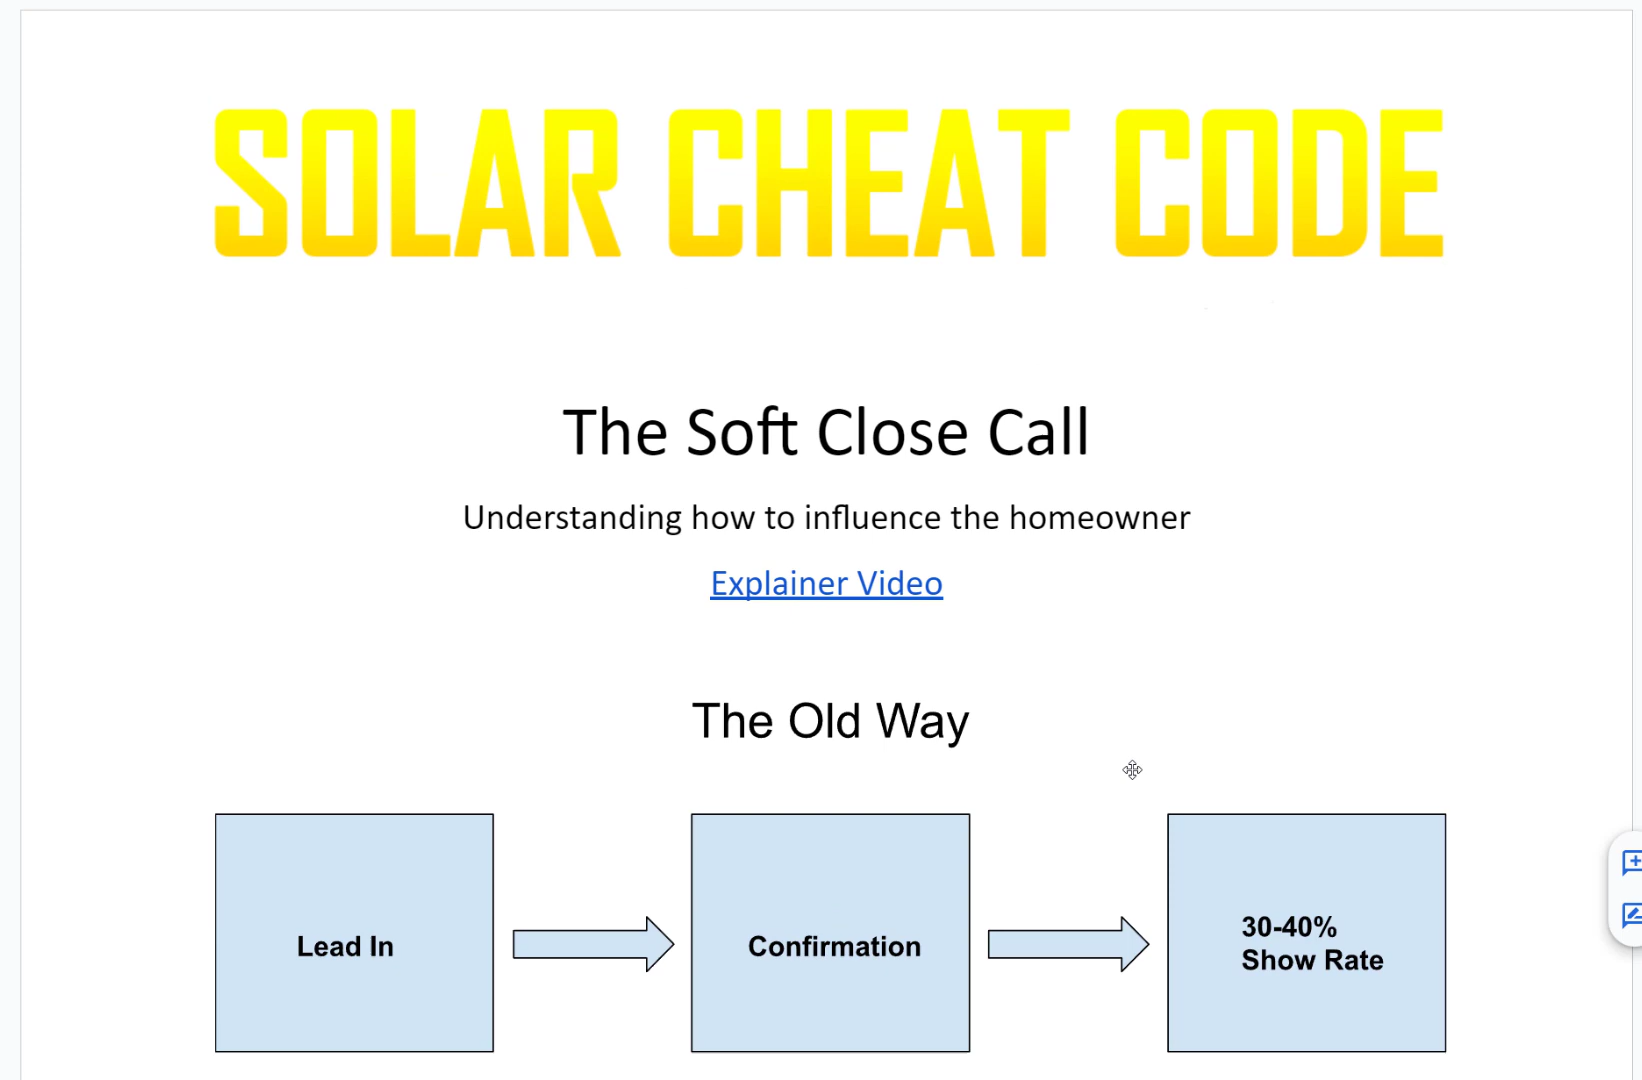 SOLAR CHEAT CODE
The Soft Close Call
Understanding how to influence the homeowner
Explainer Video
The Old Way
Lead In
Confirmation
30-40%
Show Rate